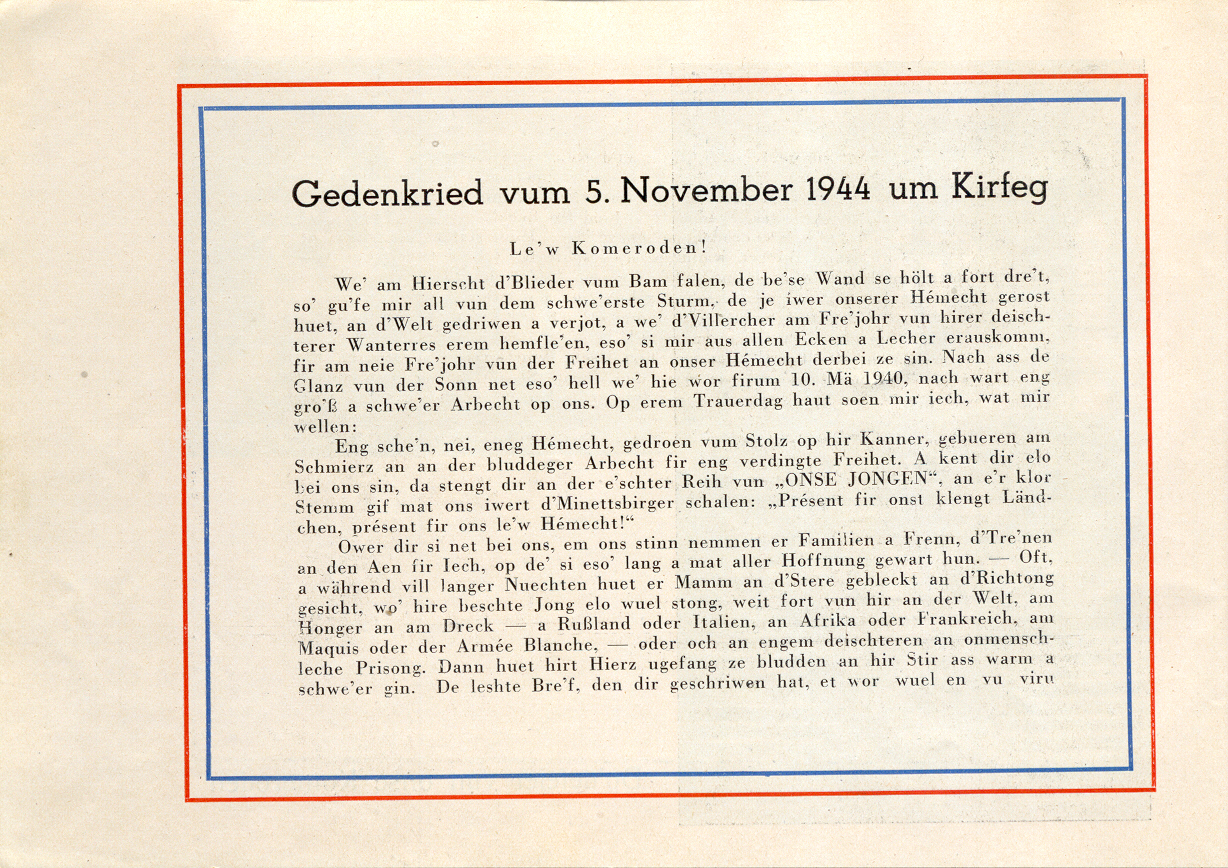 Gedenkried vum 5. November 1944 um Kirfeg
Le'w Komeroden!
We' am Hierscht d'Blieder vum Bam falen, de be'se Wand se hölt a fort dre't,
so' gu'fe mir all vun dem schwe'erste Sturm, de je iwer onserer Hémecht gerost
huet, an d'Welt gedriwen a verjot, a we' d'Villercher am Fre'johr vun hirer deisch-
terer Wanterres erem hemfle'en, eso' si mir aus allen Ecken a Lecher erauskomm,
fir am neie Fre'johr vun der Freihet an onser Hémecht derbei ze sin. Nach ass de
Glanz vun der Sonn net eso' hell we' hie wor firum 10. Mä 1940, nach wart eng
gro'ß a schwe'er Arbecht op ons. Op erem Trauerdag haut soen mir iech, wat mir
wellen:
Eng sche'n, nei, eneg Hémecht, gedroen vum Stolz op hir Kanner, gebueren am
Schmierz an an der bluddeger Arbecht fir eng verdingte Freihet. A kent dir elo
bei ons sin, da stengt dir an der e'schter Reih vun „ONSE JONGEN“, an e'r klor
Stemm gif mat ons iwert d'Minettsbirger schalen: „Présent fir onst klengt Länd-
chen, présent fir ons le'w Hémecht!“
Ower dir si net bei ons, em ons stinn nemmen er Familien a Frenn, d'Tre'nen
an den Aen fir Iech, op de' si eso' lang a mat aller Hoffnung gewart hun. — Oft,
a während vill langer Nuechten huet er Mamm an d'Stere gebleckt an d'Richtong
gesicht, wo' hire beschte Jong elo wuel stong, weit fort vun hir an der Welt, am
Honger an am Dreck — a Rußland oder Italien, an Afrika oder Frankreich, am
Maquis oder der Armée Blanche, — oder och an engem deischteren an onmensch-
leche Prisong. Dann huet hirt Hierz ugefang ze bludden an hir Stir ass warm a
schwe'er gin. De leshte Bre'f, den dir geschriwen hat, et wor wuel en vu viru